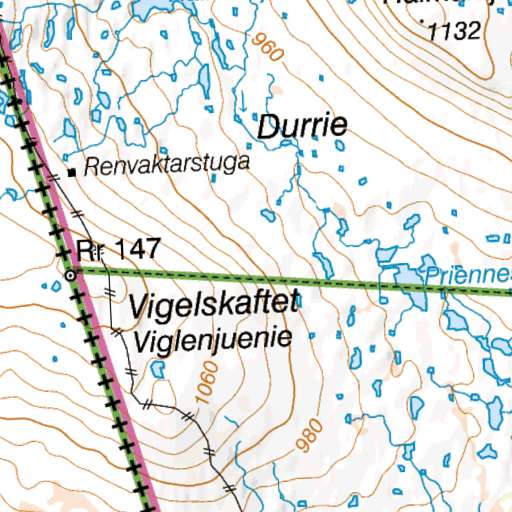 1132
960
Durrie
Renvaktarstuga
Rr 147
Vigelskaftet
Viglenjuenie
1060
980